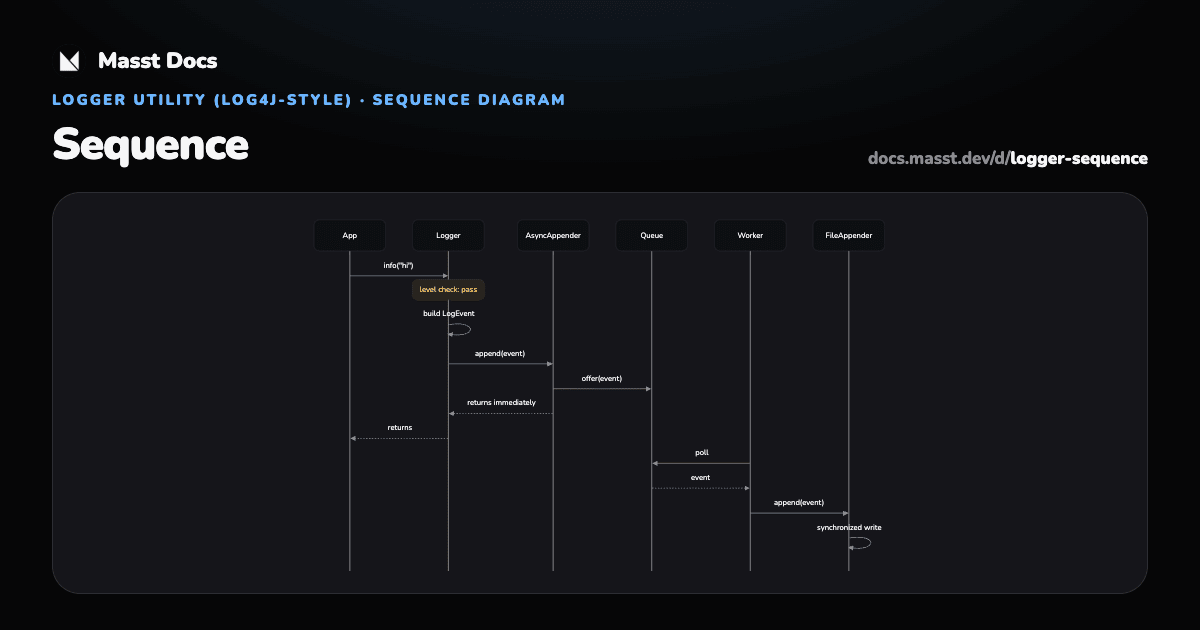 Masst Docs
LOGGER UTILITY (LOG4J-STYLE) · SEQUENCE DIAGRAM
Sequence
docs.masst.dev/d/logger-sequence
App
Logger
AsyncAppender
Queue
Worker
FileAppender
info("hi")
level check: pass
build LogEvent
append(event)
offer(event)
returns immediately
returns
poll
event
append(event)
synchronized write